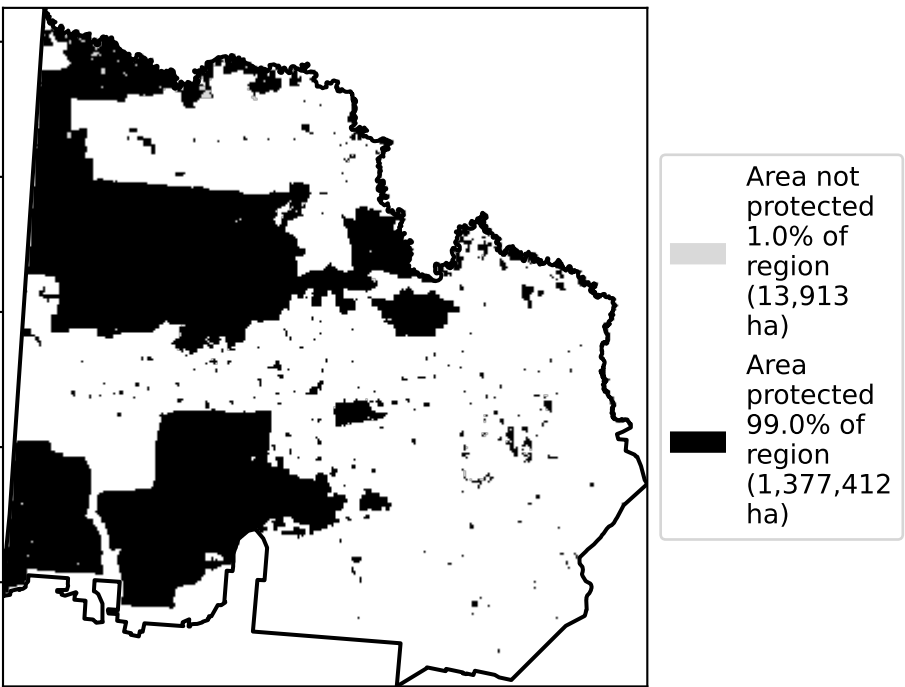 Area not
protected
1.0% of
region
(13,913
ha)
Area
protected
99.0% of
region
(1,377,412
ha)